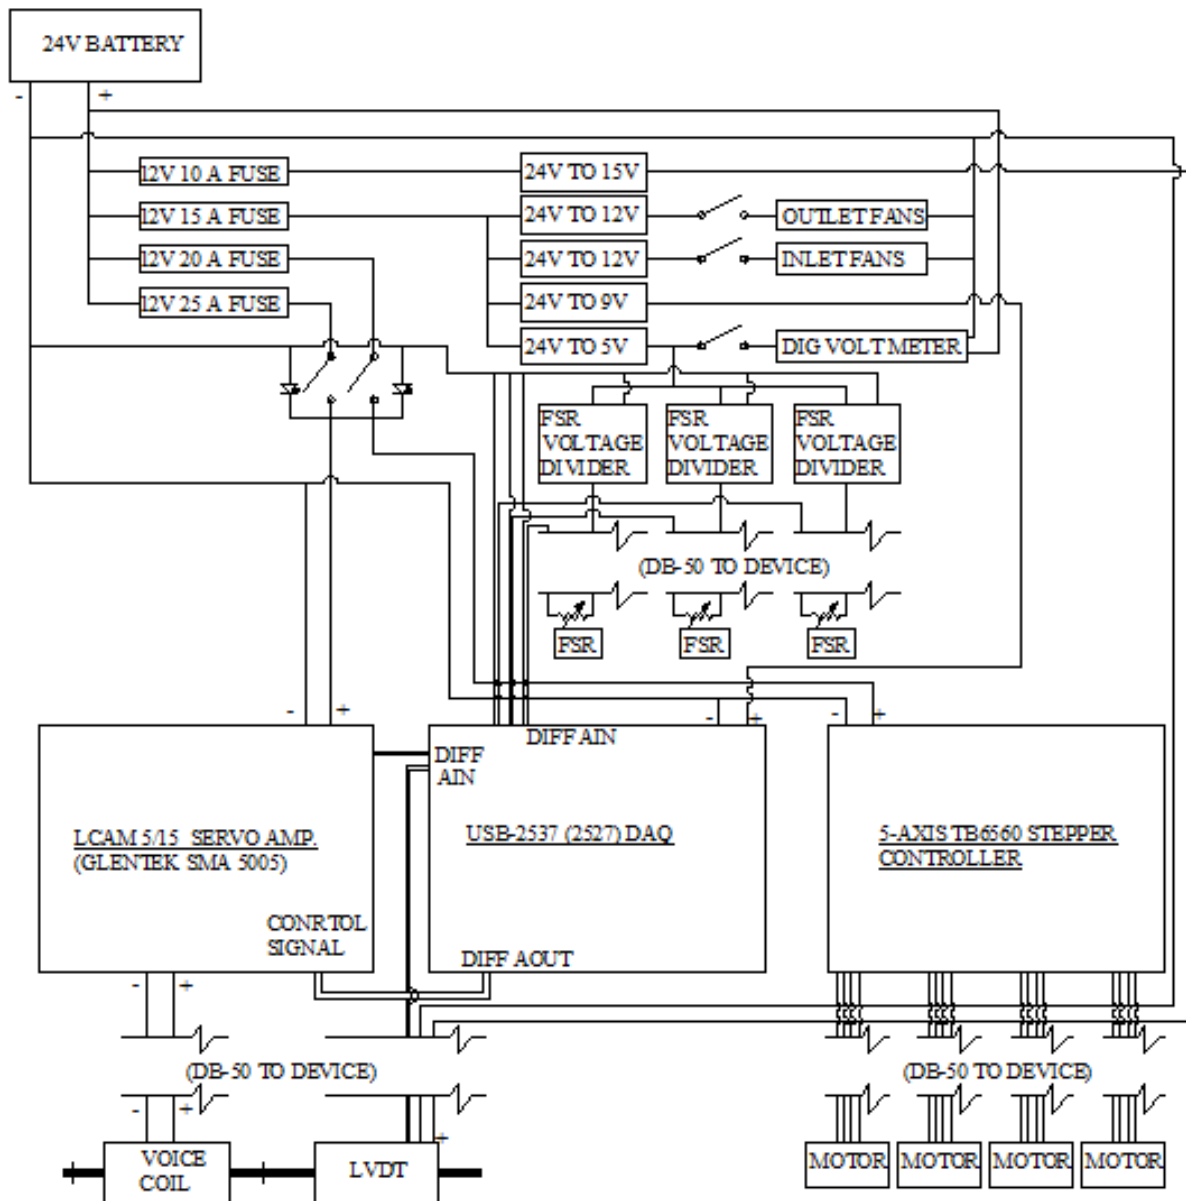 24V BATTERY
- +
12V 10 A FUSE
24V TO 15V
12V 15 A FUSE
24V TO 12V
OUTLET FANS
12V 20 A FUSE
24V TO 12V
INLET FANS
12V 25 A FUSE
24V TO 9V
24V TO 5V
DIG VOLT METER
FSR
VOLTAGE
DIVIDER
FSR
VOLTAGE
DIVIDER
FSR
VOLTAGE
DIVIDER
(DB-50 TO DEVICE)
FSR
FSR
FSR
- +
- +
- +
DIFF AIN
DIFF
AIN
LCAM 5/15 SERVO AMP.
(GLENTEK SMA 5005)
USB-2537 (2527) DAQ
5-AXIS TB6560 STEPPER
CONTROLLER
CONRTOL
SIGNAL
DIFF AOUT
- +
(DB-50 TO DEVICE)
(DB-50 TO DEVICE)
- +
+
VOICE
COIL
LVDT
MOTOR
MOTOR
MOTOR
MOTOR